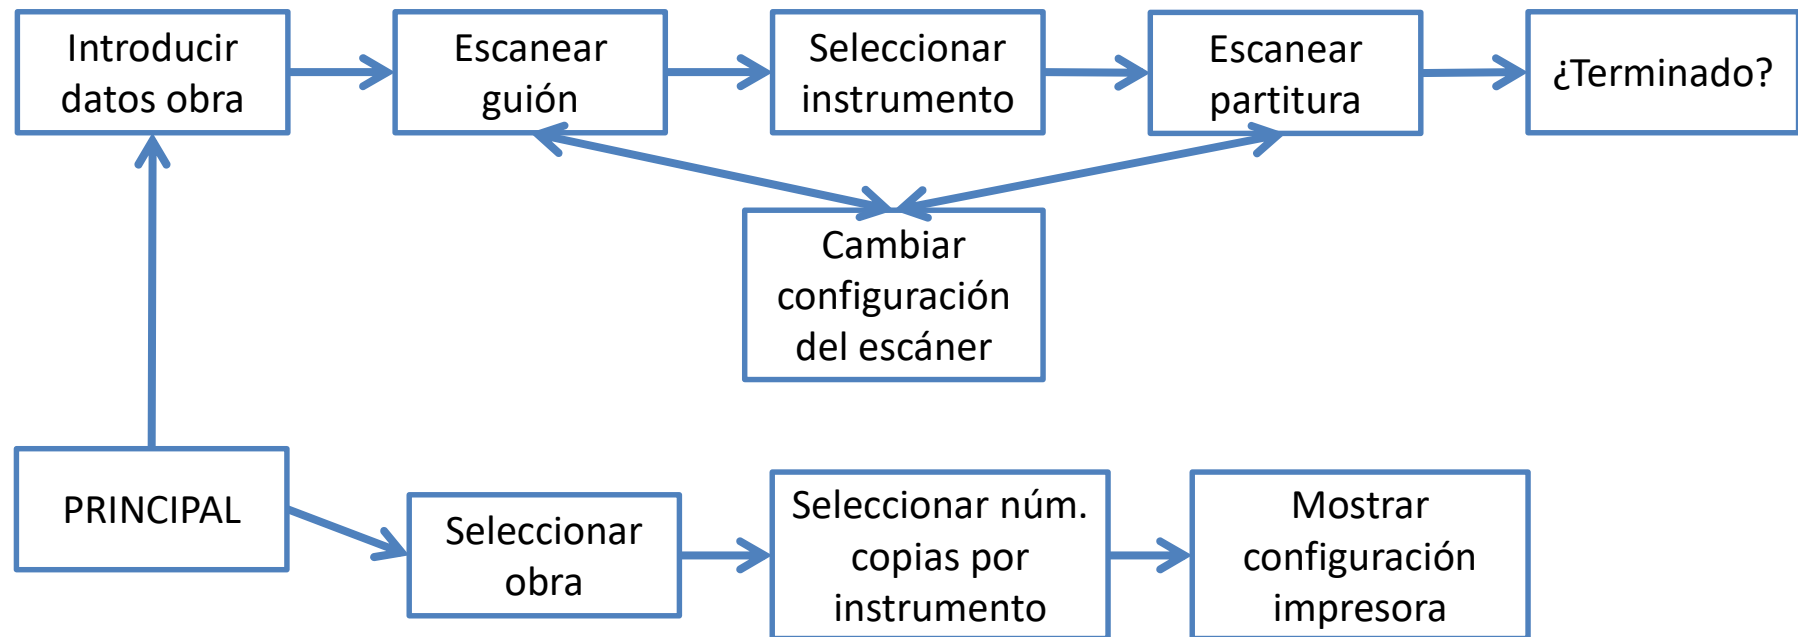 Introducir
datos obra
Escanear
guión
Seleccionar
instrumento
Escanear
partitura
¿Terminado?
Cambiar
configuración
del escáner
PRINCIPAL
Seleccionar
obra
Seleccionar núm.
copias por
instrumento
Mostrar
configuración
impresora